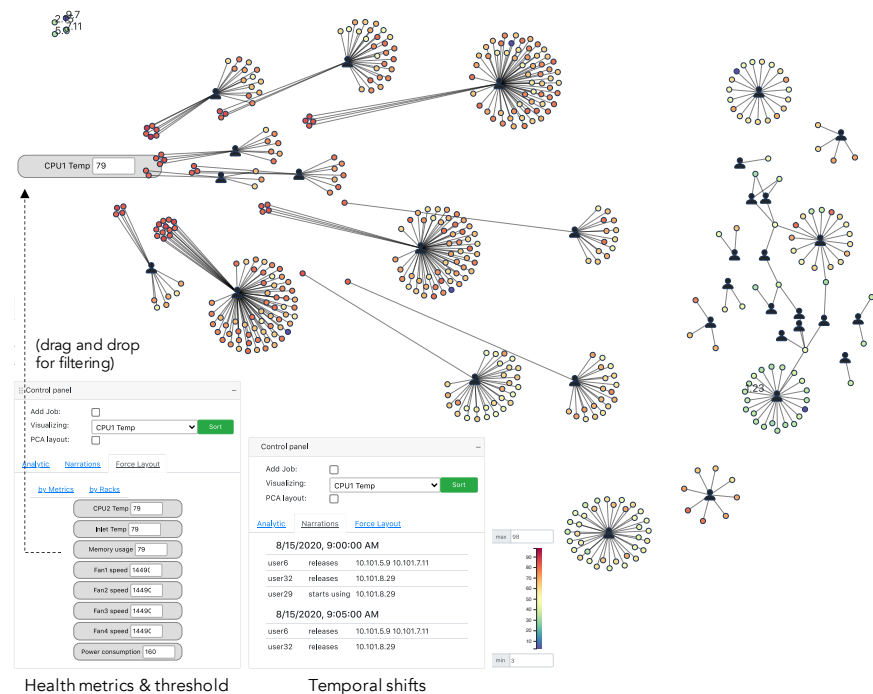 CPU1 Temp 79
(drag and drop
for filtering)
Control panel
Add Job:
Visualizing: CPU1 Temp Sort
PCA layout:
Analytic Narrations Force Layout
by Metrics by Racks
CPU2 Temp 79
Inlet Temp 79
Memory usage 79
Fan1 speed 1449
Fan2 speed 1449
Fan3 speed 1449
Fan4 speed 1449
Power consumption 160
Health metrics & threshold
Control panel
Add Job:
Visualizing: CPU1 Temp Sort
PCA layout:
Analytic Narrations Force Layout
8/15/2020, 9:00:00 AM
user6 releases 10.101.5.9 10.101.7.11
user32 releases 10.101.8.29
user29 starts using 10.101.8.29
8/15/2020, 9:05:00 AM
user6 releases 10.101.5.9 10.101.7.11
user32 releases 10.101.8.29
Temporal shifts
max 98
90
80
70
60
50
40
30
20
10
min 3